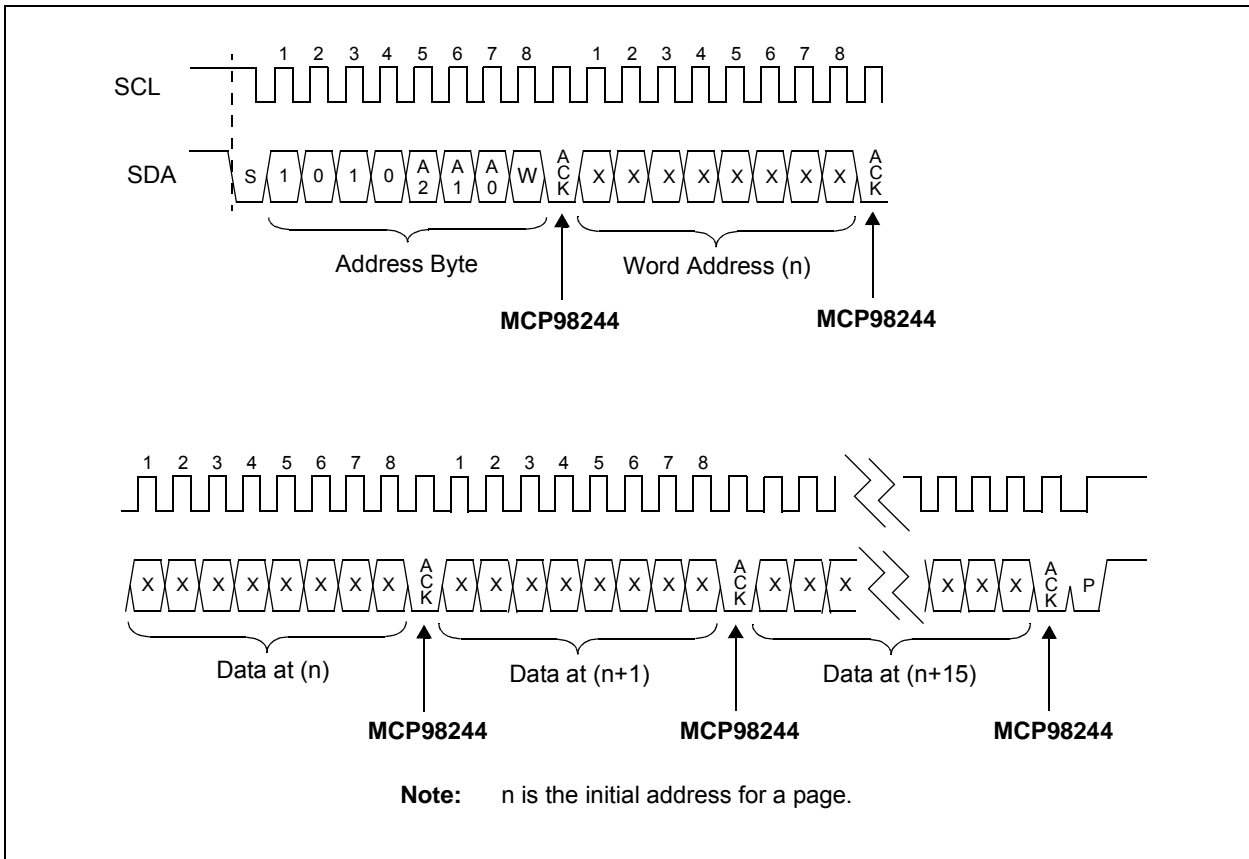 1 2 3 4 5 6 7 8 1 2 3 4 5 6 7 8
SCL
SDA S 1 0 1 0 A2 A1 A0 W ACK X X X X X X X X ACK
Address Byte Word Address (n)
MCP98244 MCP98244
1 2 3 4 5 6 7 8 1 2 3 4 5 6 7 8
X X X X X X X X ACK X X X X X X X X ACK X X X X X X ACK P
Data at (n) Data at (n+1) Data at (n+15)
MCP98244 MCP98244 MCP98244
Note: n is the initial address for a page.